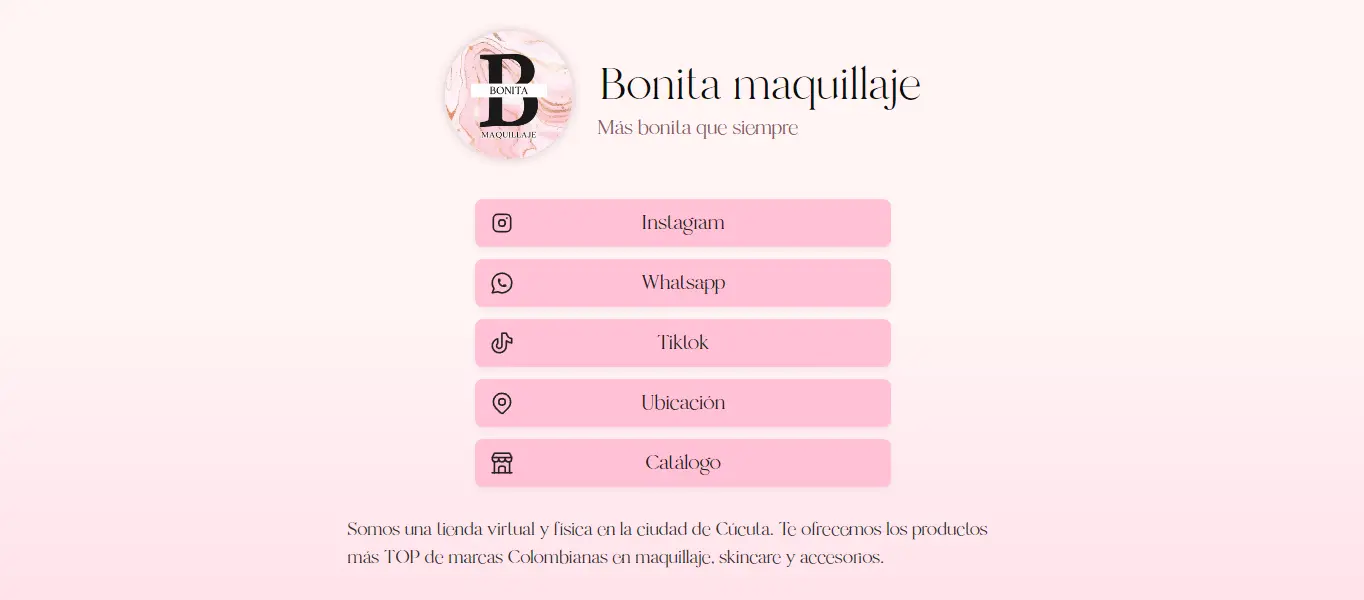 B
BONITA
MAQUILLAJE
Bonita maquillaje
Más bonita que siempre
Instagram
Whatsapp
Tiktok
Ubicación
Catálogo
Somos una tienda virtual y física en la ciudad de Cúcuta. Te ofrecemos los productos
más TOP de marcas Colombianas en maquillaje, skincare y accesorios.